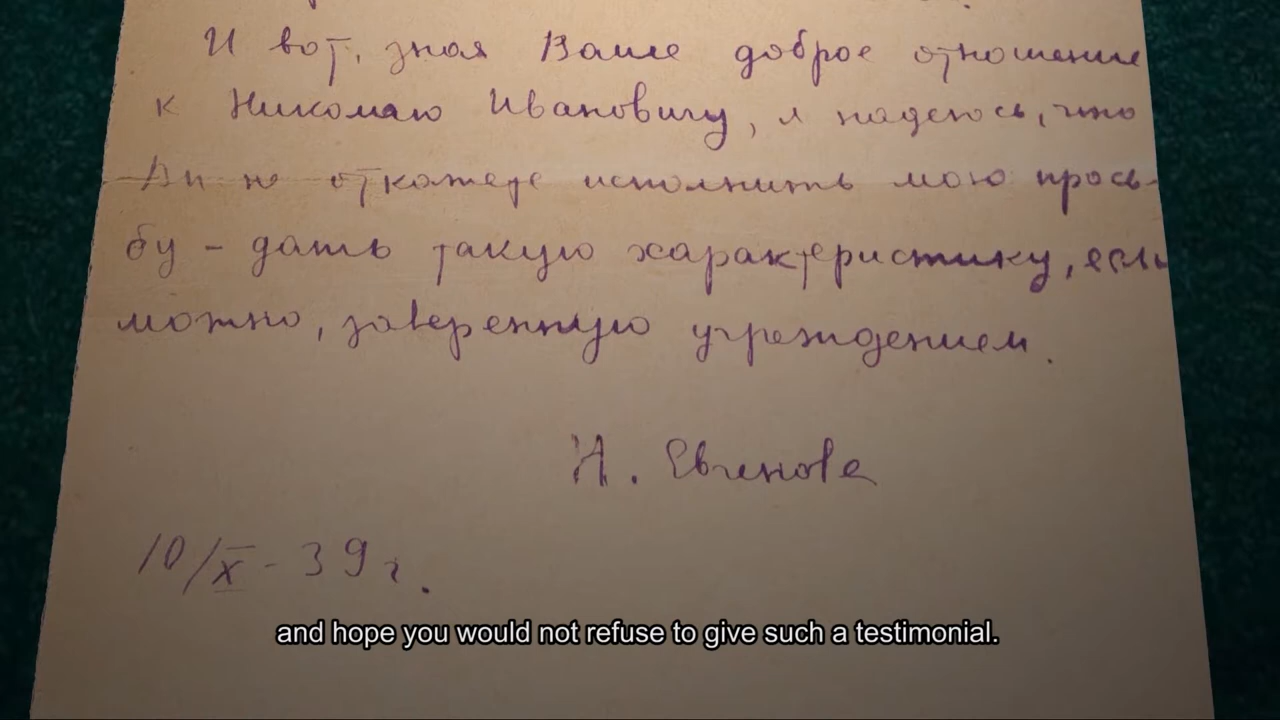 И вот, зная Ваше доброе отношение
к Николаю Ивановичу, я надеюсь, что
Вы не откажете исполнить мою прось-
бу - дать такую характеристику, если
можно, заверенную учреждением.
Н. Евгенова
10/X - 39 г.
and hope you would not refuse to give such a testimonial.